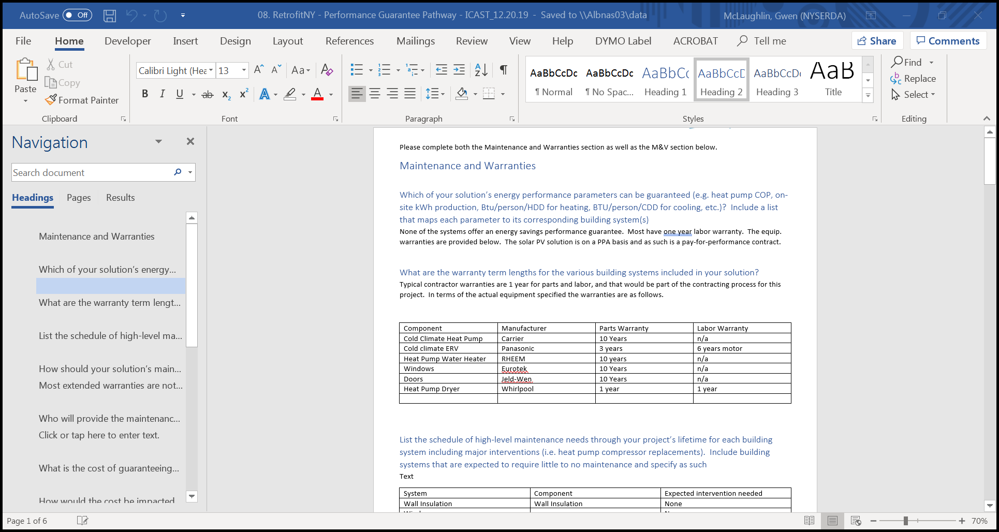 AutoSave Off 08. RetrofitNY - Performance Guarantee Pathway - ICAST_12.20.19 - Saved to \\Albnas03\data McLaughlin, Gwen (NYSERDA)
File Home Developer Insert Design Layout References Mailings Review View Help DYMO Label ACROBAT Tell me Share Comments
Paste
Cut
Copy
Format Painter
Clipboard
Calibri Light (Hea 13 Aa
B I U ab x2 x2 A A
Font
Paragraph
AaBbCcDc AaBbCcDc AaBbCc AaBbCcD AaBbCcD AaB
¶ Normal ¶ No Spac... Heading 1 Heading 2 Heading 3 Title
Styles
Find
Replace
Select
Editing
Navigation
Search document
Headings Pages Results
Maintenance and Warranties
Which of your solution’s energy...
What are the warranty term lengt...
List the schedule of high-level ma...
How should your solution’s main...
Most extended warranties are not...
Who will provide the maintenanc...
Click or tap here to enter text.
What is the cost of guaranteeing...
How would the cost be impacted
Please complete both the Maintenance and Warranties section as well as the M&V section below.
Maintenance and Warranties
Which of your solution’s energy performance parameters can be guaranteed (e.g. heat pump COP, on-
site kWh production, Btu/person/HDD for heating, BTU/person/CDD for cooling, etc.)? Include a list
that maps each parameter to its corresponding building system(s)
None of the systems offer an energy savings performance guarantee. Most have one year labor warranty. The equip.
warranties are provided below. The solar PV solution is on a PPA basis and as such is a pay-for-performance contract.
What are the warranty term lengths for the various building systems included in your solution?
Typical contractor warranties are 1 year for parts and labor, and that would be part of the contracting process for this
project. In terms of the actual equipment specified the warranties are as follows.
Component Manufacturer Parts Warranty Labor Warranty
Cold Climate Heat Pump Carrier 10 Years n/a
Cold climate ERV Panasonic 3 years 6 years motor
Heat Pump Water Heater RHEEM 10 years n/a
Windows Eurotek 10 Years n/a
Doors Jeld-Wen 10 Years n/a
Heat Pump Dryer Whirlpool 1 year 1 year
List the schedule of high-level maintenance needs through your project’s lifetime for each building
system including major interventions (i.e. heat pump compressor replacements). Include building
systems that are expected to require little to no maintenance and specify as such
Text
System Component Expected intervention needed
Wall Insulation Wall Insulation None
Page 1 of 6 70%